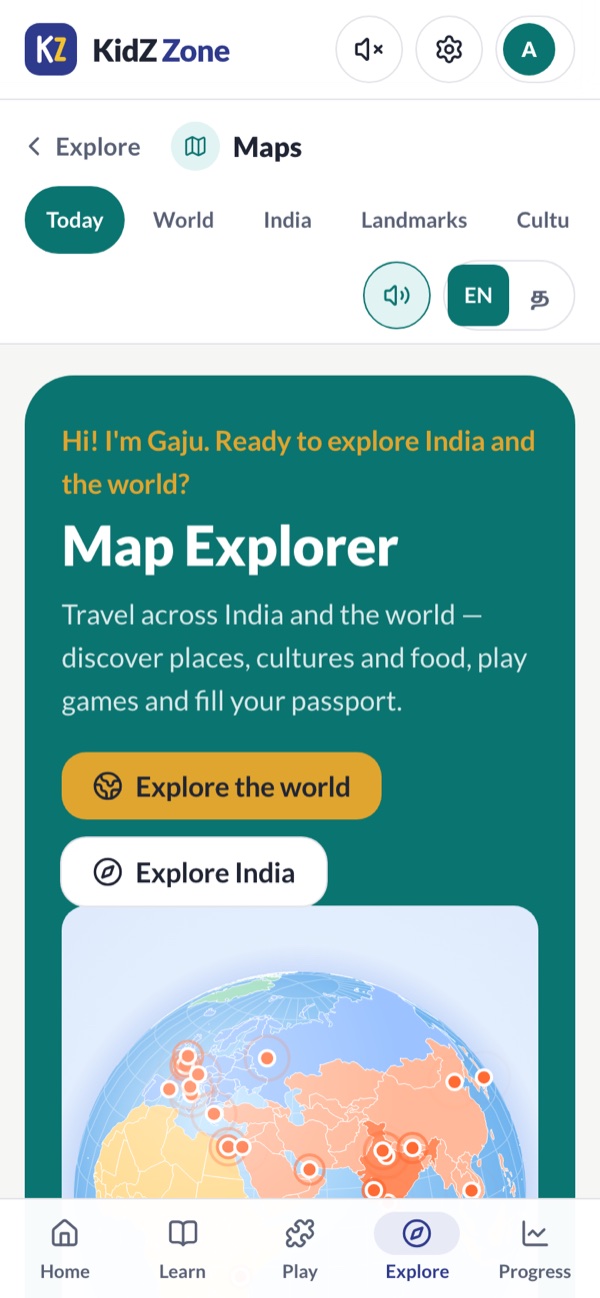 KZ KidZ Zone A
Explore Maps
Today World India Landmarks Cultu
EN த
Hi! I'm Gaju. Ready to explore India and
the world?
Map Explorer
Travel across India and the world —
discover places, cultures and food, play
games and fill your passport.
Explore the world
Explore India
Home Learn Play Explore Progress